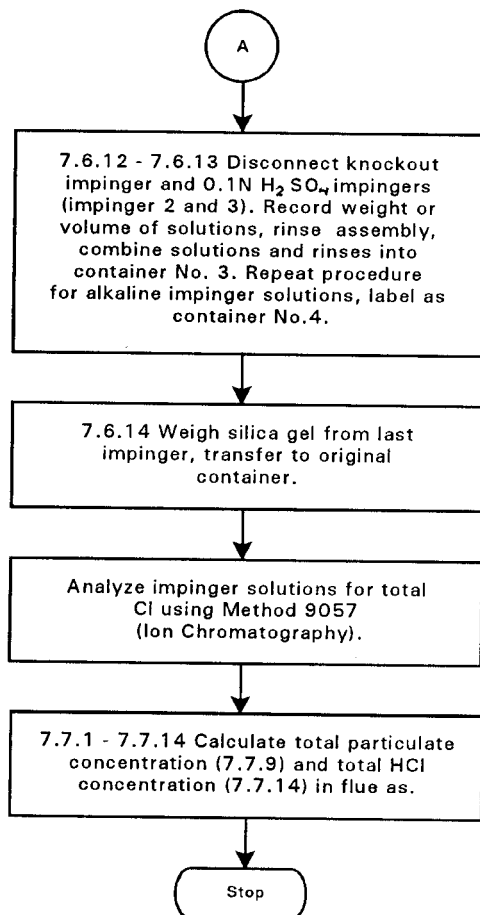 A
7.6.12 - 7.6.13 Disconnect knockout
impinger and 0.1N H₂ SO₄ impingers
(impinger 2 and 3). Record weight or
volume of solutions, rinse assembly,
combine solutions and rinses into
container No. 3. Repeat procedure
for alkaline impinger solutions, label as
container No.4.
7.6.14 Weigh silica gel from last
impinger, transfer to original
container.
Analyze impinger solutions for total
Cl using Method 9057
(Ion Chromatography).
7.7.1 - 7.7.14 Calculate total particulate
concentration (7.7.9) and total HCl
concentration (7.7.14) in flue as.
Stop